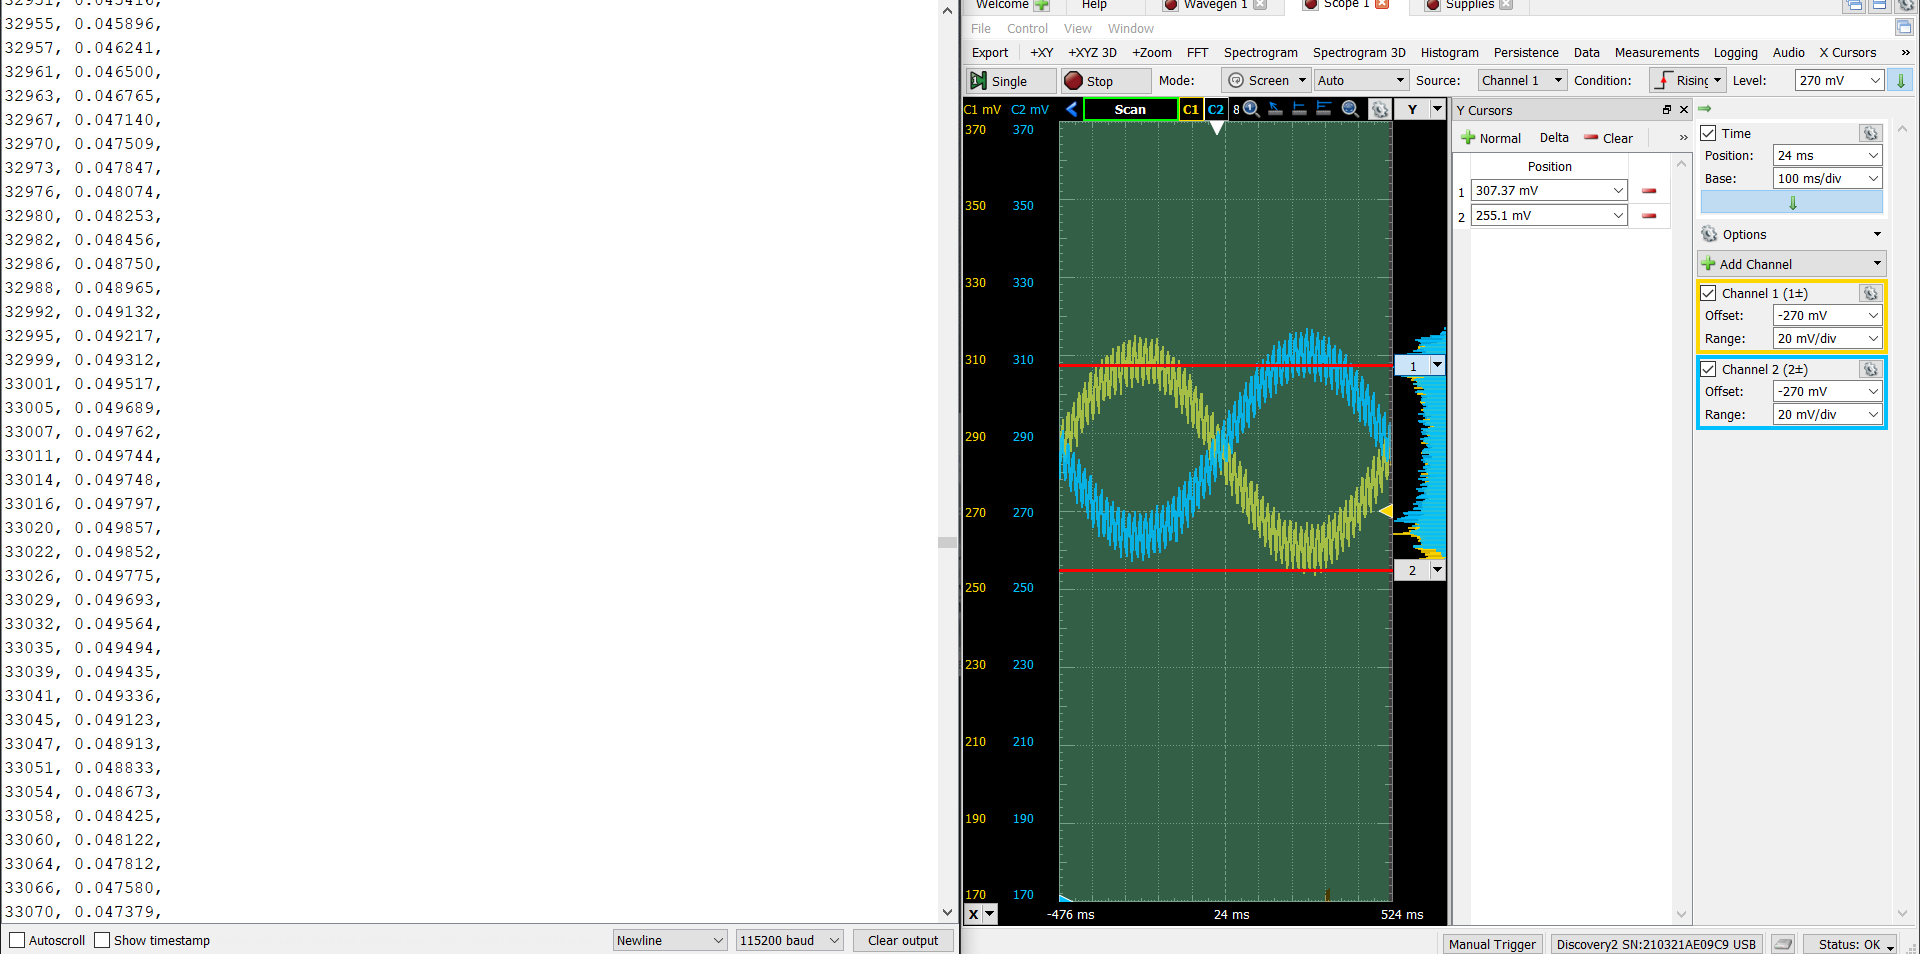 32951, 0.045416,
32955, 0.045896,
32957, 0.046241,
32961, 0.046500,
32963, 0.046765,
32967, 0.047140,
32970, 0.047509,
32973, 0.047847,
32976, 0.048074,
32980, 0.048253,
32982, 0.048456,
32986, 0.048750,
32988, 0.048965,
32992, 0.049132,
32995, 0.049217,
32999, 0.049312,
33001, 0.049517,
33005, 0.049689,
33007, 0.049762,
33011, 0.049744,
33014, 0.049748,
33016, 0.049797,
33020, 0.049857,
33022, 0.049852,
33026, 0.049775,
33029, 0.049693,
33032, 0.049564,
33035, 0.049494,
33039, 0.049435,
33041, 0.049336,
33045, 0.049123,
33047, 0.048913,
33051, 0.048833,
33054, 0.048673,
33058, 0.048425,
33060, 0.048122,
33064, 0.047812,
33066, 0.047580,
33070, 0.047379,
Autoscroll Show timestamp Newline 115200 baud Clear output
Welcome Help Wavegen 1 Scope 1 Supplies
File Control View Window
Export +XY +XYZ 3D +Zoom FFT Spectrogram Spectrogram 3D Histogram Persistence Data Measurements Logging Audio X Cursors »
Single Stop Mode: Screen Auto Source: Channel 1 Condition: Rising Level: 270 mV
C1 mV C2 mV Scan C1 C2 8 Y
370 370
350 350
330 330
310 310
290 290
270 270
250 250
230 230
210 210
190 190
170 170
1
2
X -476 ms 24 ms 524 ms
Y Cursors
Normal Delta Clear »
Position
1 307.37 mV
2 255.1 mV
Time
Position: 24 ms
Base: 100 ms/div
Options
Add Channel
Channel 1 (1±)
Offset: -270 mV
Range: 20 mV/div
Channel 2 (2±)
Offset: -270 mV
Range: 20 mV/div
Manual Trigger Discovery2 SN:210321AE09C9 USB Status: OK